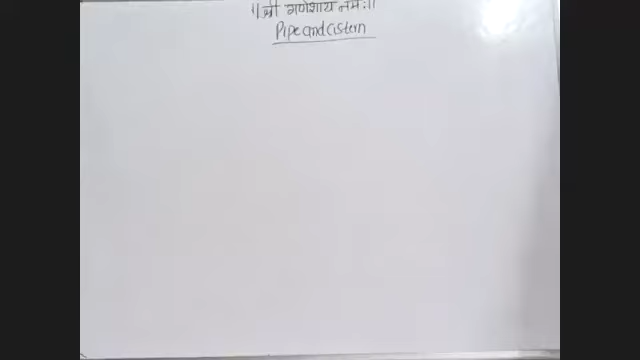 ॥ श्री गणेशाय नमः ॥
Pipe and cistern